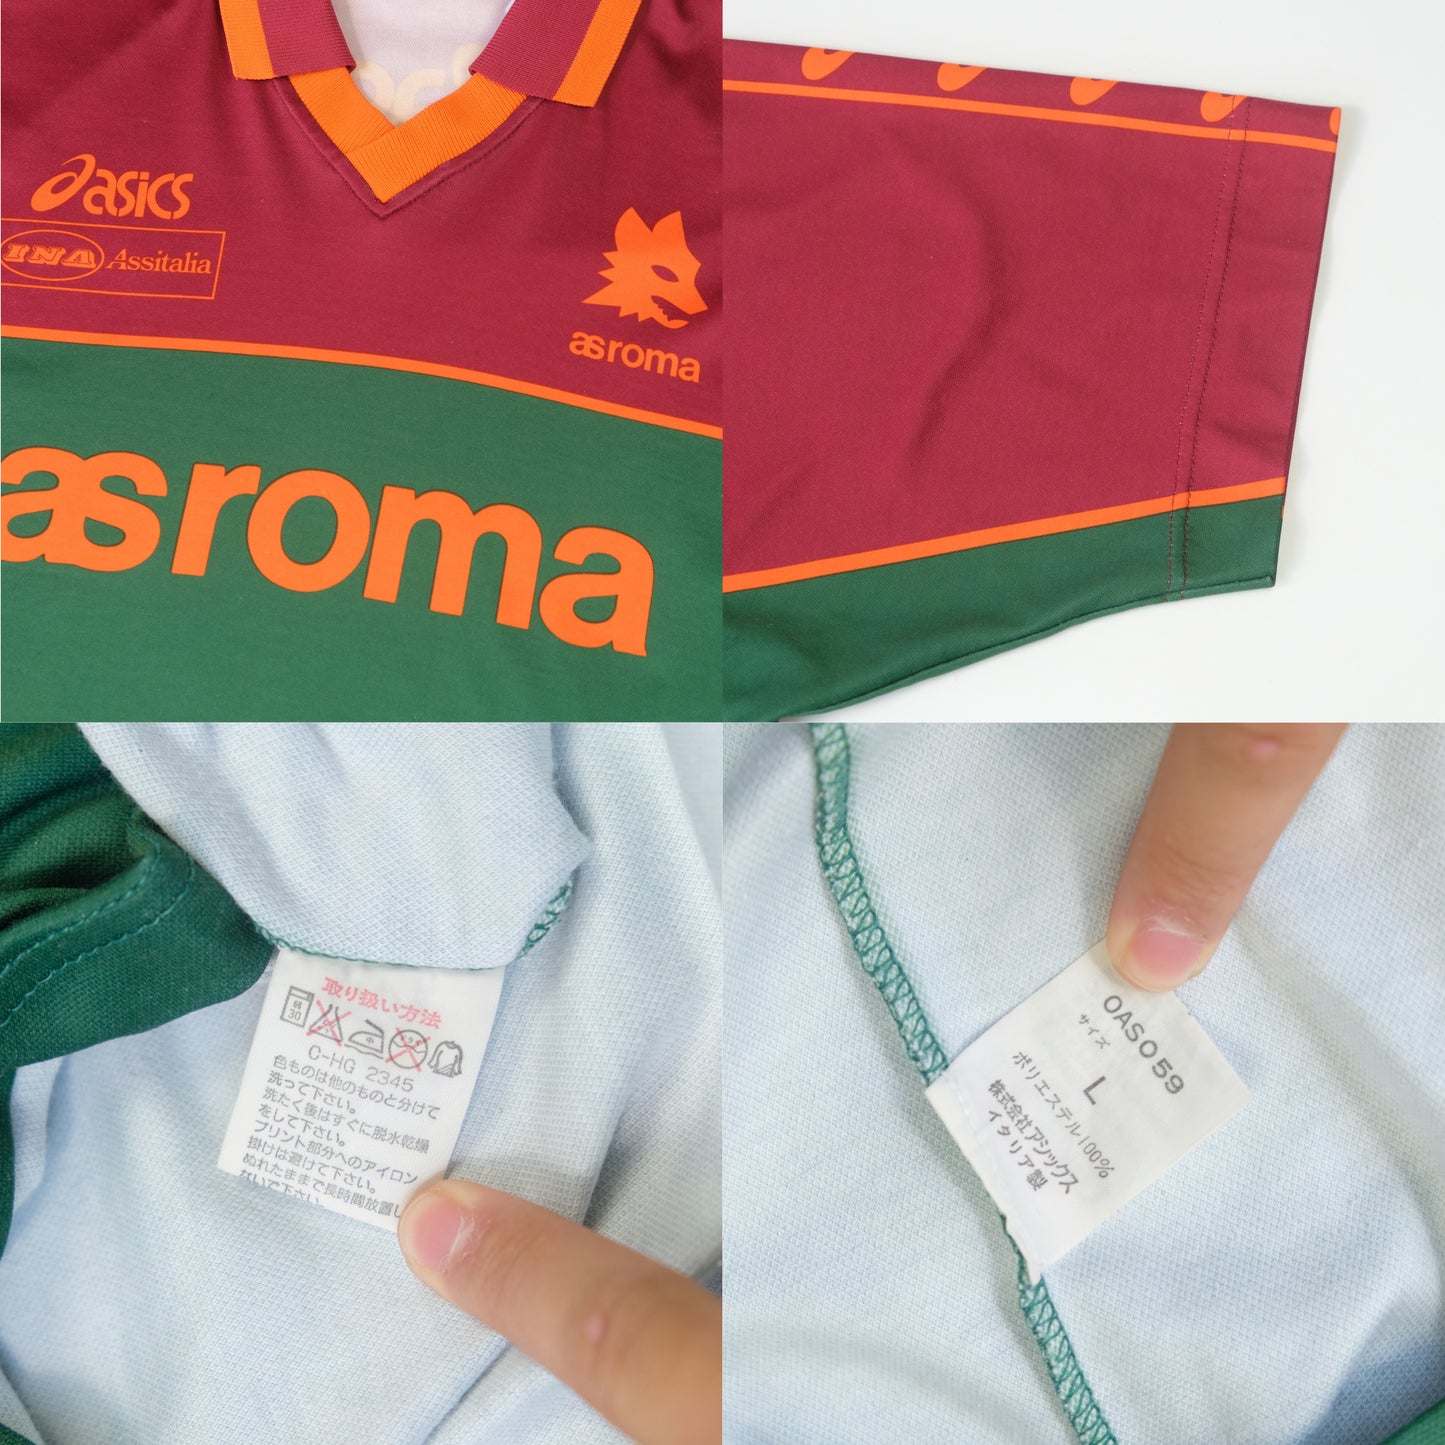 asics
INA Assitalia
asroma
asroma
取り扱い方法
M
30
中
C-HG 2345
色ものは他のものと分けて
洗って下さい。
洗たく後はすぐに脱水乾燥
をして下さい。
プリント部分へのアイロン
掛けは避けて下さい。
ぬれたままで長時間放置し
ないで下さい
OAS059
サイズ
L
ポリエステル100%
株式会社アシックス
イタリア製